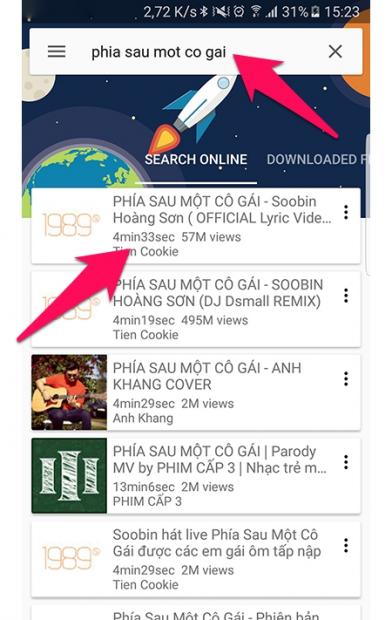 2,72 K/s 31% 15:23
phia sau mot co gai
SEARCH ONLINE DOWNLOADED F
PHÍA SAU MỘT CÔ GÁI - Soobin
Hoàng Sơn ( OFFICIAL Lyric Vide...
4min33sec 57M views
Tien Cookie
1989s
PHÍA SAU MỘT CÔ GÁI - SOOBIN
HOÀNG SƠN (DJ Dsmall REMIX)
4min19sec 495M views
Tien Cookie
1989s
PHÍA SAU MỘT CÔ GÁI - ANH
KHANG COVER
4min29sec 2M views
Anh Khang
PHÍA SAU MỘT CÔ GÁI | Parody
MV by PHIM CẤP 3 | Nhạc trẻ m...
13min6sec 2M views
PHIM CẤP 3
Soobin hát live Phía Sau Một Cô
Gái được các em gái ôm tấp nập
4min29sec 2M views
Tien Cookie
1989s
Phía Sau Một Cô Gái - Phiên bản